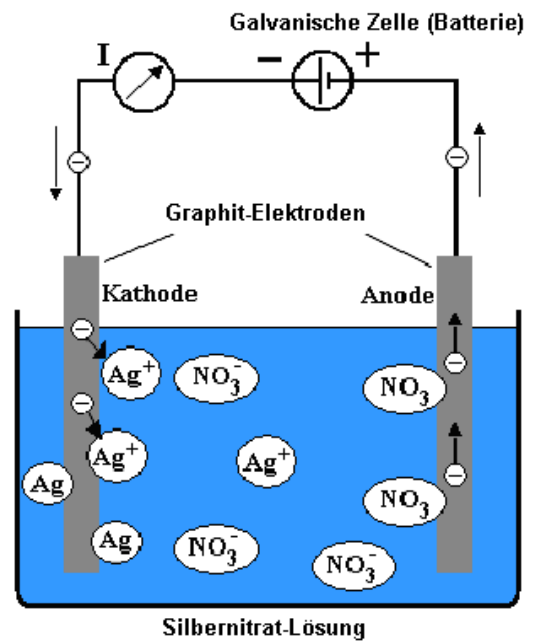 Galvanische Zelle (Batterie)
I
− +
− −
Graphit-Elektroden
Kathode Anode
−
Ag⁺ NO₃⁻ NO₃ −
−
Ag⁺ Ag⁺ −
Ag NO₃
Ag NO₃⁻ NO₃⁻
Silbernitrat-Lösung